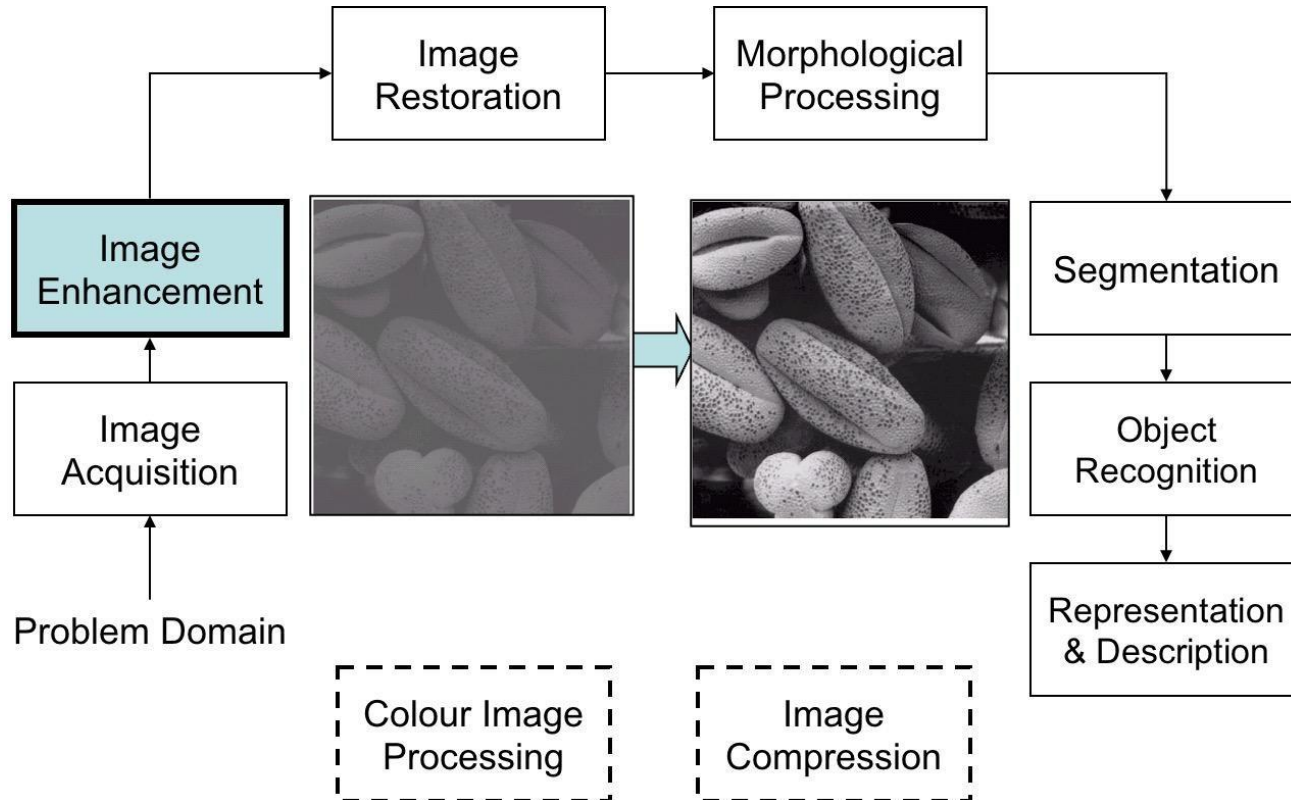 Image
Restoration
Morphological
Processing
Image
Enhancement
Segmentation
Image
Acquisition
Object
Recognition
Problem Domain
Representation
& Description
Colour Image
Processing
Image
Compression